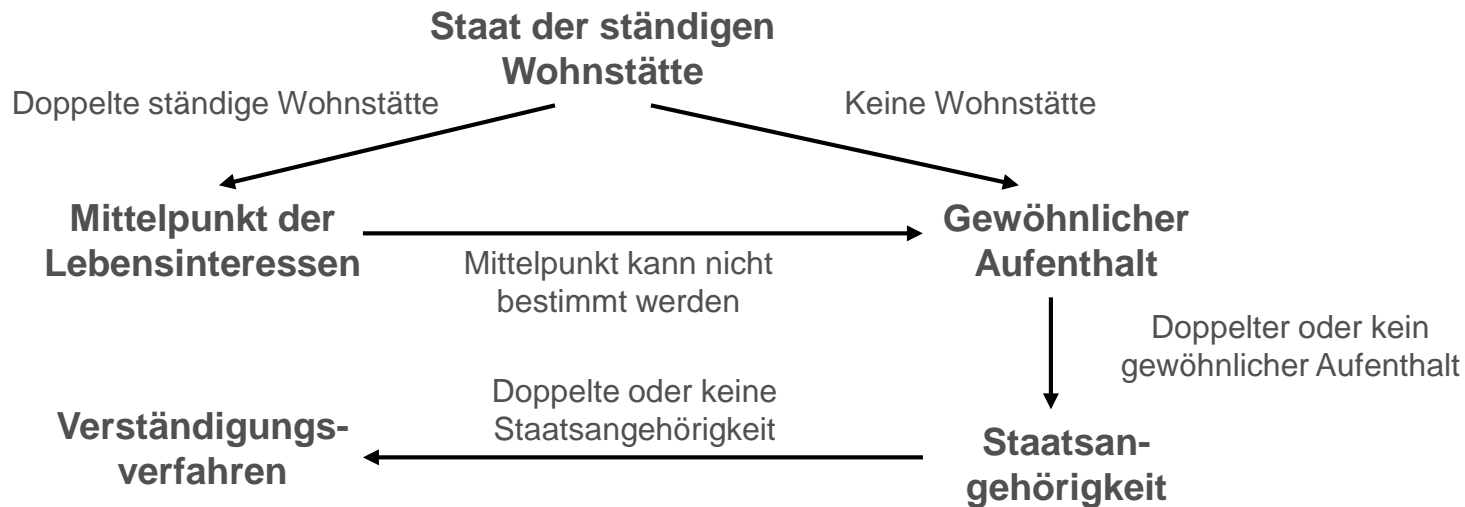 Staat der ständigen
Wohnstätte
Doppelte ständige Wohnstätte
Keine Wohnstätte
Mittelpunkt der
Lebensinteressen
Mittelpunkt kann nicht
bestimmt werden
Gewöhnlicher
Aufenthalt
Doppelter oder kein
gewöhnlicher Aufenthalt
Staatsan-
gehörigkeit
Doppelte oder keine
Staatsangehörigkeit
Verständigungs-
verfahren